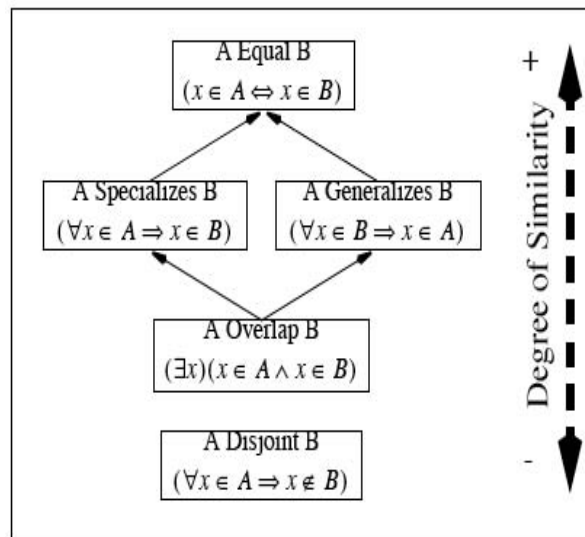 A Equal B
(x ∈ A ⇔ x ∈ B)
+
A Specializes B
(∀x ∈ A ⇒ x ∈ B)
A Generalizes B
(∀x ∈ B ⇒ x ∈ A)
A Overlap B
(∃x)(x ∈ A ∧ x ∈ B)
A Disjoint B
(∀x ∈ A ⇒ x ∉ B)
-
Degree of Similarity